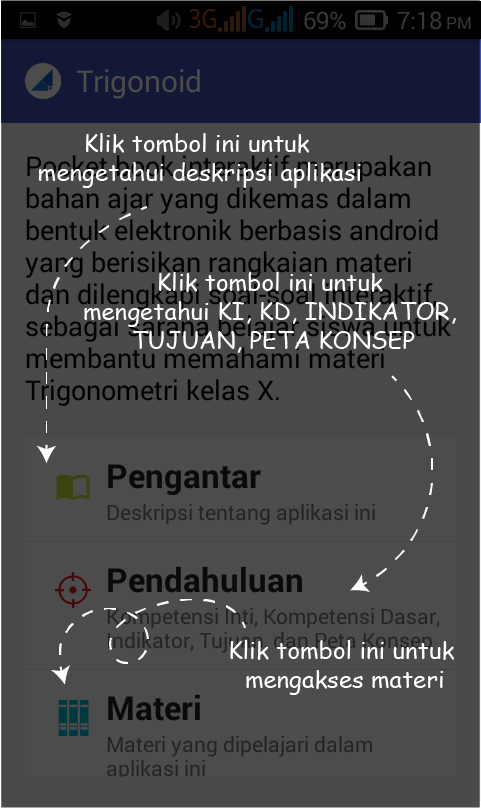 3G G 69% 7:18 PM
Trigonoid
Klik tombol ini untuk
mengetahui deskripsi aplikasi
Pocket book interaktif merupakan
bahan ajar yang dikemas dalam
bentuk elektronik berbasis android
yang berisikan rangkaian materi
dan dilengkapi soal-soal interaktif
sebagai sarana belajar siswa untuk
membantu memahami materi
Trigonometri kelas X.
Klik tombol ini untuk
mengetahui KI, KD, INDIKATOR,
TUJUAN, PETA KONSEP
Pengantar
Deskripsi tentang aplikasi ini
Pendahuluan
Kompetensi Inti, Kompetensi Dasar,
Indikator, Tujuan, dan Peta Konsep
Klik tombol ini untuk
mengakses materi
Materi
Materi yang dipelajari dalam
aplikasi ini